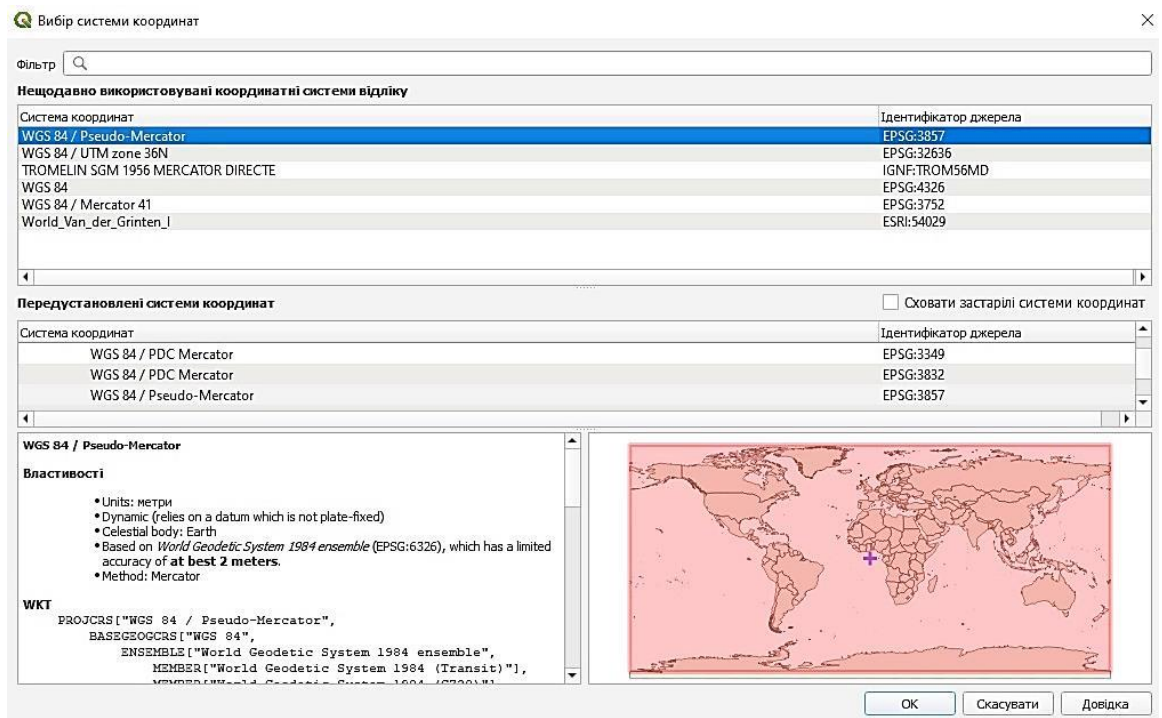 Вибір системи координат
Фільтр
Нещодавно використовувані координатні системи відліку
Система координат Ідентифікатор джерела
WGS 84 / Pseudo-Mercator EPSG:3857
WGS 84 / UTM zone 36N EPSG:32636
TROMELIN SGM 1956 MERCATOR DIRECTE IGNF:TROM56MD
WGS 84 EPSG:4326
WGS 84 / Mercator 41 EPSG:3752
World_Van_der_Grinten_I ESRI:54029
Передустановлені системи координат Сховати застарілі системи координат
Система координат Ідентифікатор джерела
WGS 84 / PDC Mercator EPSG:3349
WGS 84 / PDC Mercator EPSG:3832
WGS 84 / Pseudo-Mercator EPSG:3857
WGS 84 / Pseudo-Mercator
Властивості
• Units: метри
• Dynamic (relies on a datum which is not plate-fixed)
• Celestial body: Earth
• Based on World Geodetic System 1984 ensemble (EPSG:6326), which has a limited
accuracy of at best 2 meters.
• Method: Mercator
WKT
PROJCRS["WGS 84 / Pseudo-Mercator",
BASEGEOGCRS["WGS 84",
ENSEMBLE["World Geodetic System 1984 ensemble",
MEMBER["World Geodetic System 1984 (Transit)"],
MEMBER["World Geodetic System 1984 (G730)"],
OK Скасувати Довідка